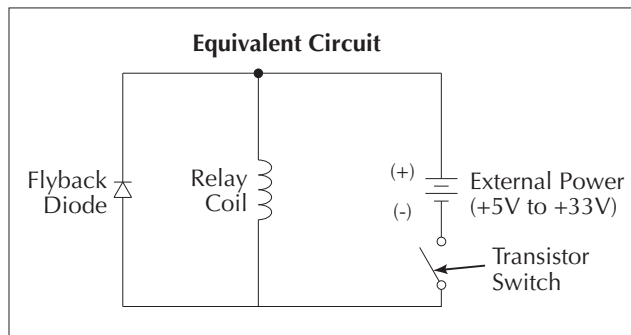 Equivalent Circuit
Flyback
Diode
Relay
Coil
(+)
(-)
External Power
(+5V to +33V)
Transistor
Switch